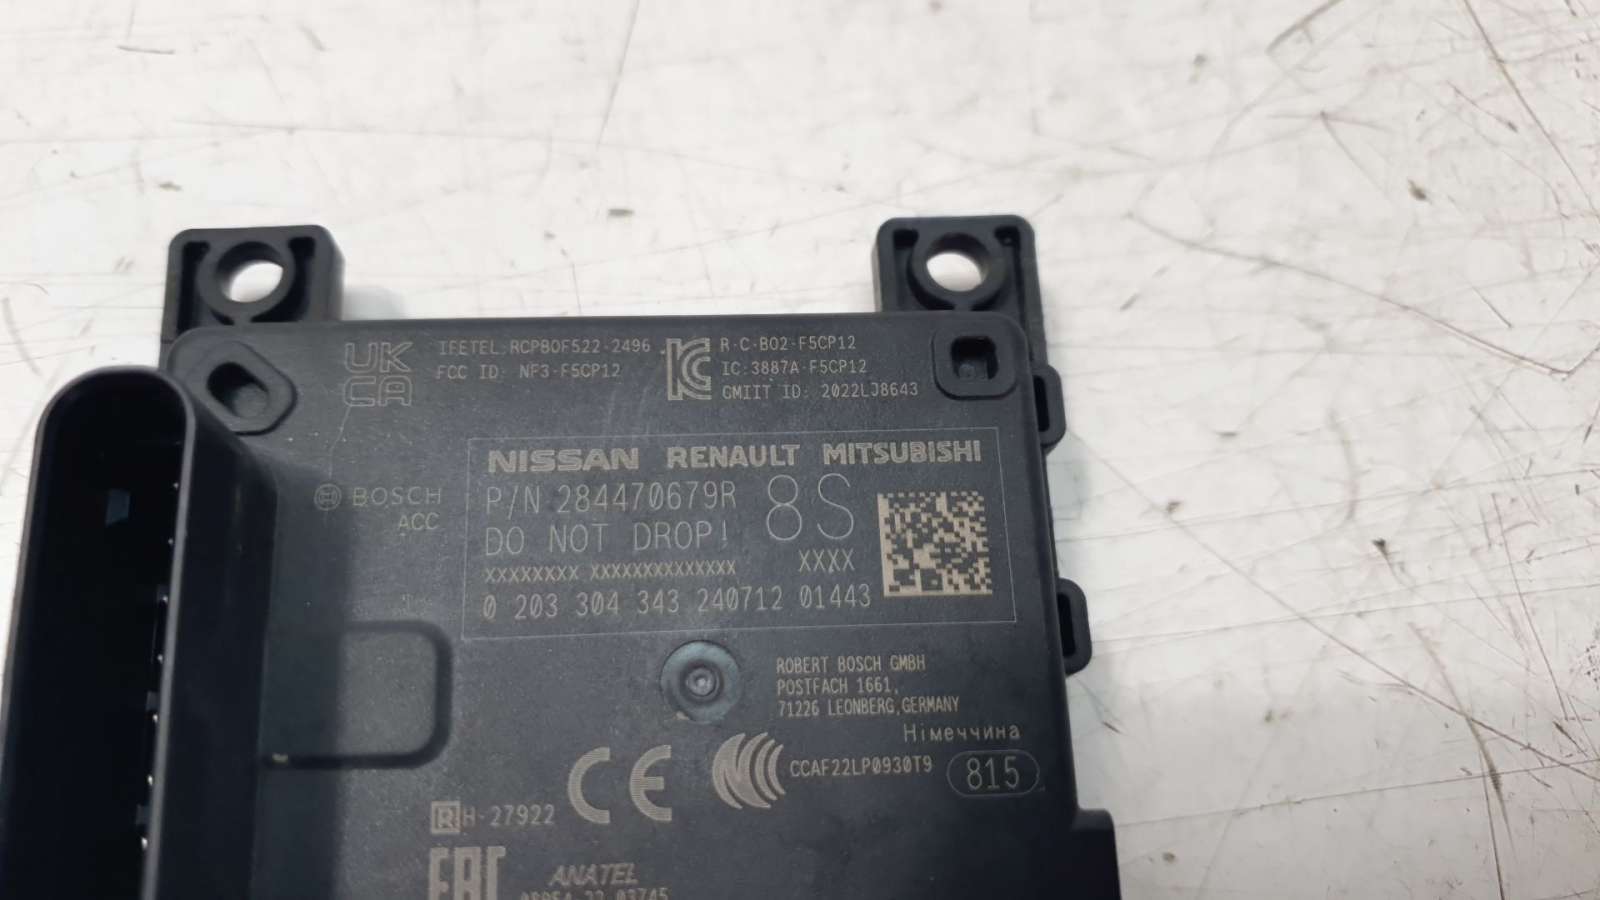 UK
CA
IFETEL:RCPBOF522-2496
FCC ID: NF3-F5CP12
R-C-BO2-F5CP12
IC:3887A-F5CP12
CMIIT ID: 2022LJ8643
NISSAN RENAULT MITSUBISHI
BOSCH
ACC
P/N 284470679R 8S
DO NOT DROP!
XXXXXXXX XXXXXXXXXXXXX XXXX
0 203 304 343 240712 01443
ROBERT BOSCH GMBH
POSTFACH 1661,
71226 LEONBERG,GERMANY
Німеччина
CE
CCAF22LP0930T9
815
R H-27922
EAC
ANATEL